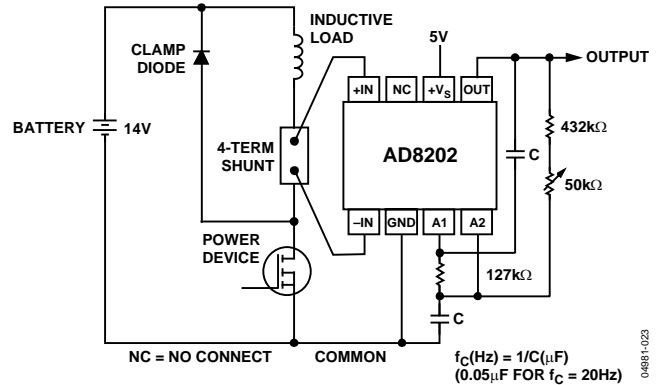 INDUCTIVE
LOAD
CLAMP
DIODE
5V
OUTPUT
+IN
NC
+VS
OUT
BATTERY
14V
4-TERM
SHUNT
AD8202
C
432kΩ
50kΩ
–IN
GND
A1
A2
POWER
DEVICE
127kΩ
C
NC = NO CONNECT
COMMON
fC(Hz) = 1/C(μF)
(0.05μF FOR fC = 20Hz)
04981-023